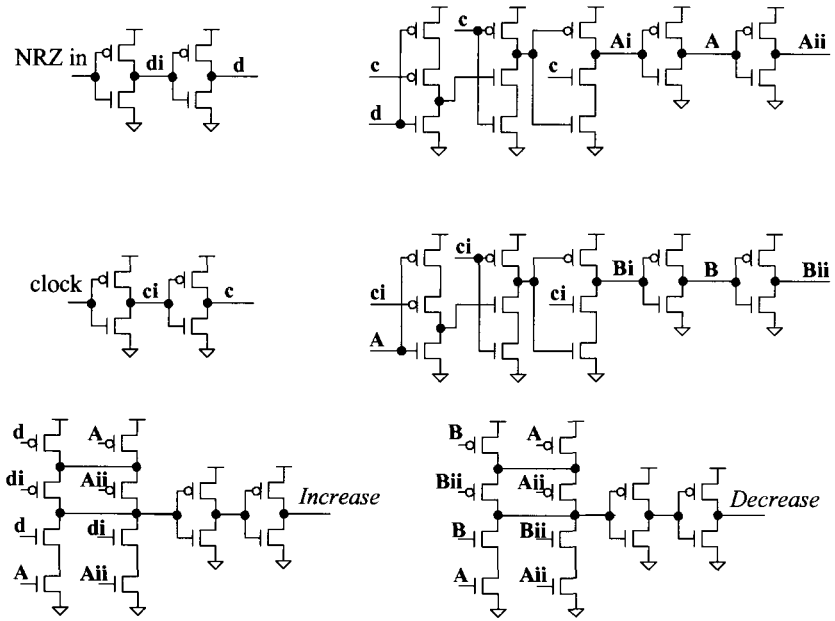 NRZ in
di
d
c
d
c
c
Ai
A
Aii
clock
ci
c
ci
A
ci
ci
Bi
B
Bii
d
A
di
Aii
d
di
A
Aii
Increase
B
A
Bii
Aii
B
Bii
A
Aii
Decrease